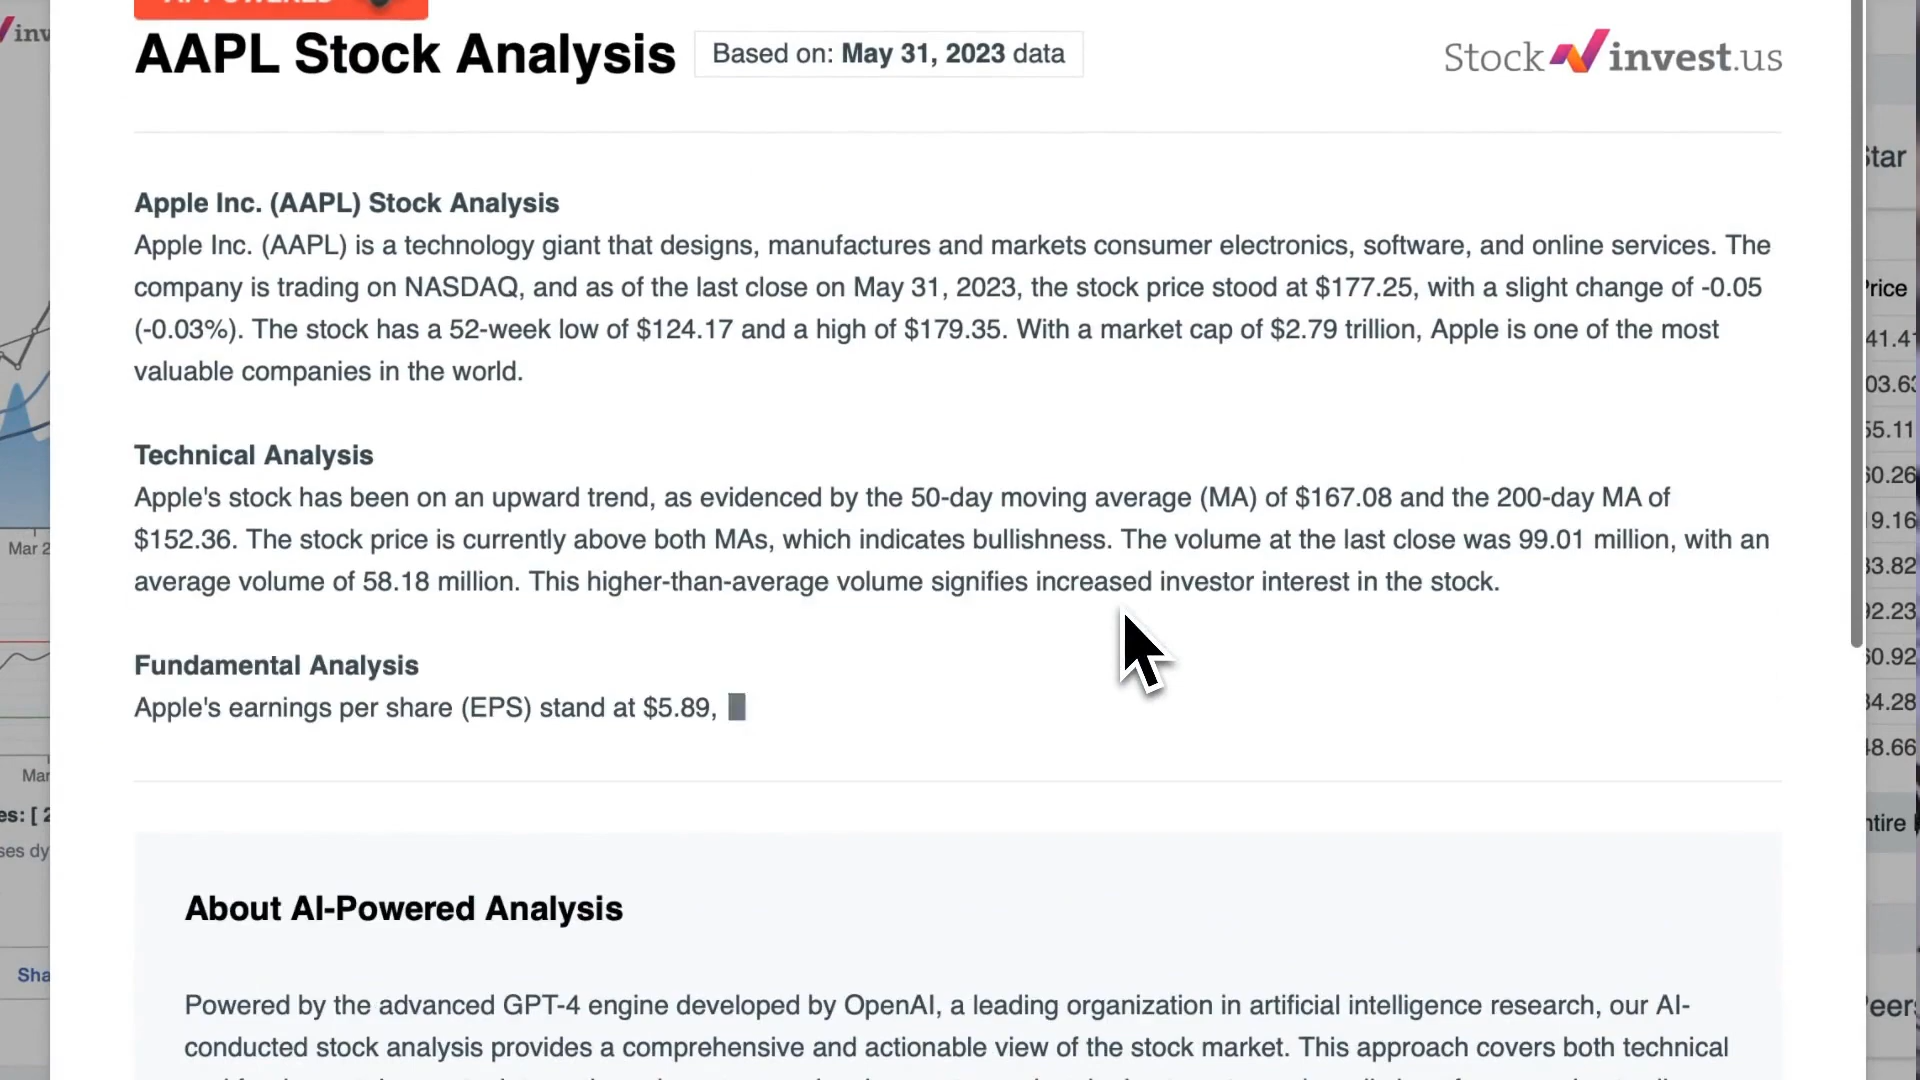 AAPL Stock Analysis
Based on: May 31, 2023 data
Stock invest.us
Apple Inc. (AAPL) Stock Analysis
Apple Inc. (AAPL) is a technology giant that designs, manufactures and markets consumer electronics, software, and online services. The
company is trading on NASDAQ, and as of the last close on May 31, 2023, the stock price stood at $177.25, with a slight change of -0.05
(-0.03%). The stock has a 52-week low of $124.17 and a high of $179.35. With a market cap of $2.79 trillion, Apple is one of the most
valuable companies in the world.
Technical Analysis
Apple's stock has been on an upward trend, as evidenced by the 50-day moving average (MA) of $167.08 and the 200-day MA of
$152.36. The stock price is currently above both MAs, which indicates bullishness. The volume at the last close was 99.01 million, with an
average volume of 58.18 million. This higher-than-average volume signifies increased investor interest in the stock.
Fundamental Analysis
Apple's earnings per share (EPS) stand at $5.89,
About AI-Powered Analysis
Powered by the advanced GPT-4 engine developed by OpenAI, a leading organization in artificial intelligence research, our AI-
conducted stock analysis provides a comprehensive and actionable view of the stock market. This approach covers both technical